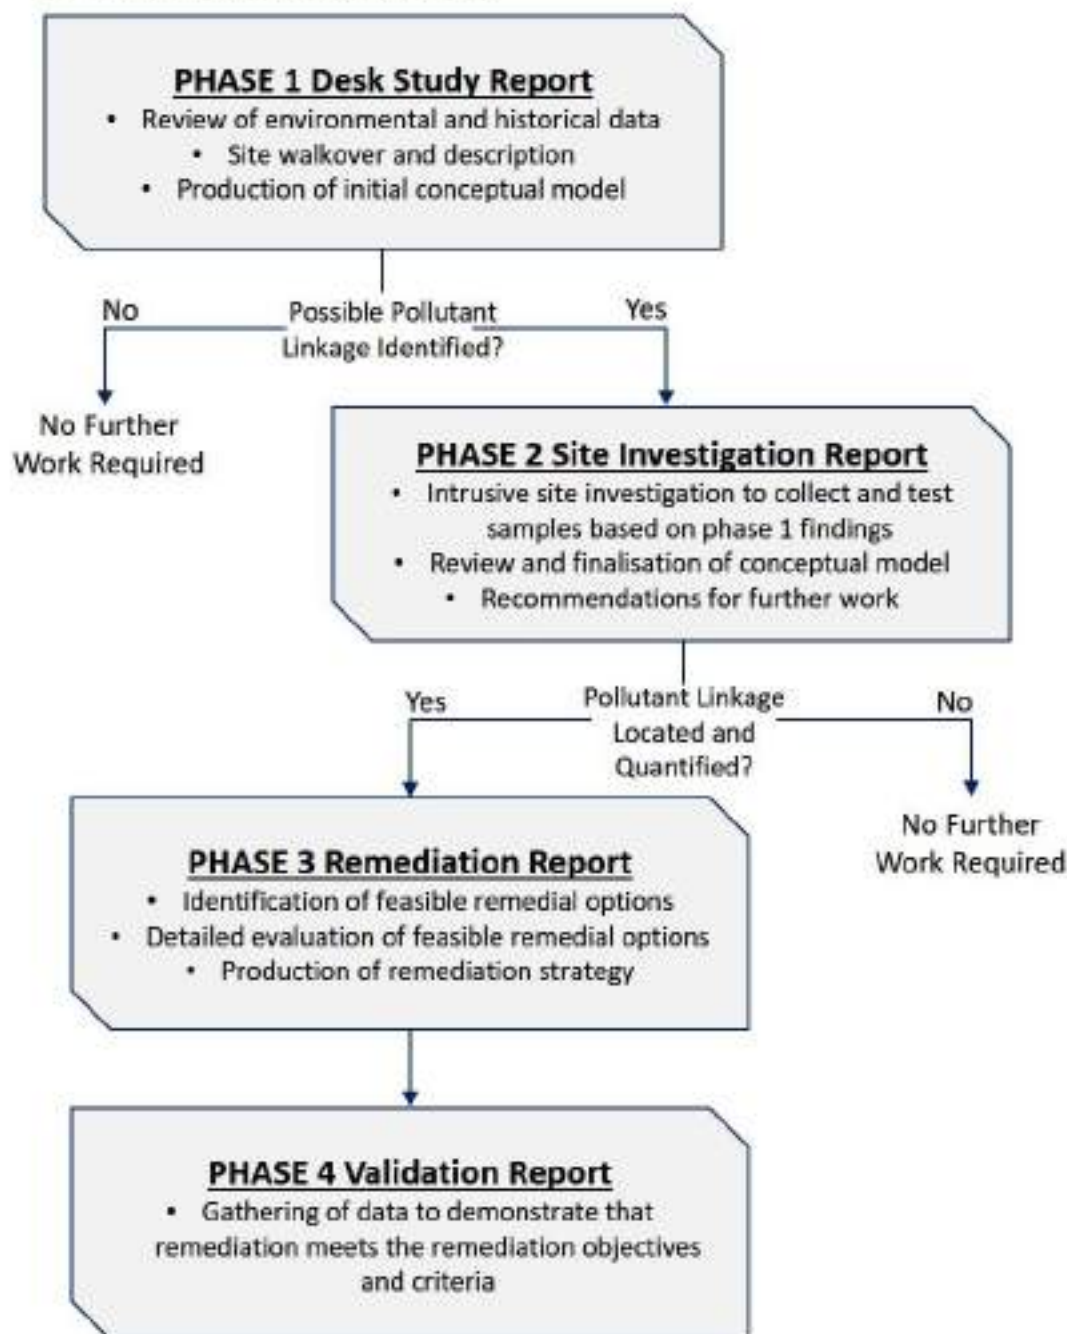 PHASE 1 Desk Study Report
• Review of environmental and historical data
• Site walkover and description
• Production of initial conceptual model
No
Possible Pollutant
Linkage Identified?
Yes
No Further
Work Required
PHASE 2 Site Investigation Report
• Intrusive site investigation to collect and test
samples based on phase 1 findings
• Review and finalisation of conceptual model
• Recommendations for further work
Yes
Pollutant Linkage
Located and
Quantified?
No
No Further
Work Required
PHASE 3 Remediation Report
• Identification of feasible remedial options
• Detailed evaluation of feasible remedial options
• Production of remediation strategy
PHASE 4 Validation Report
• Gathering of data to demonstrate that
remediation meets the remediation objectives
and criteria